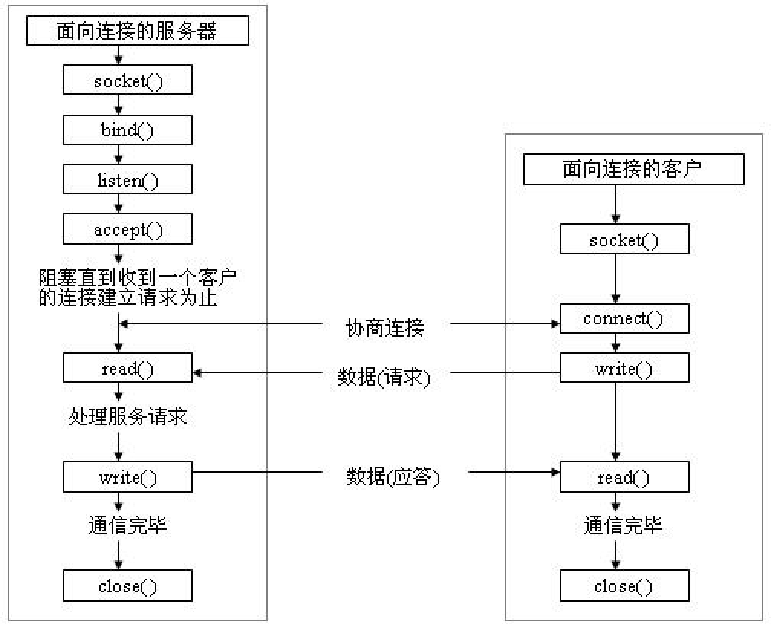 面向连接的服务器
socket()
bind()
listen()
accept()
阻塞直到收到一个客户
的连接建立请求为止
read()
处理服务请求
write()
通信完毕
close()
协商连接
数据(请求)
数据(应答)
面向连接的客户
socket()
connect()
write()
read()
通信完毕
close()